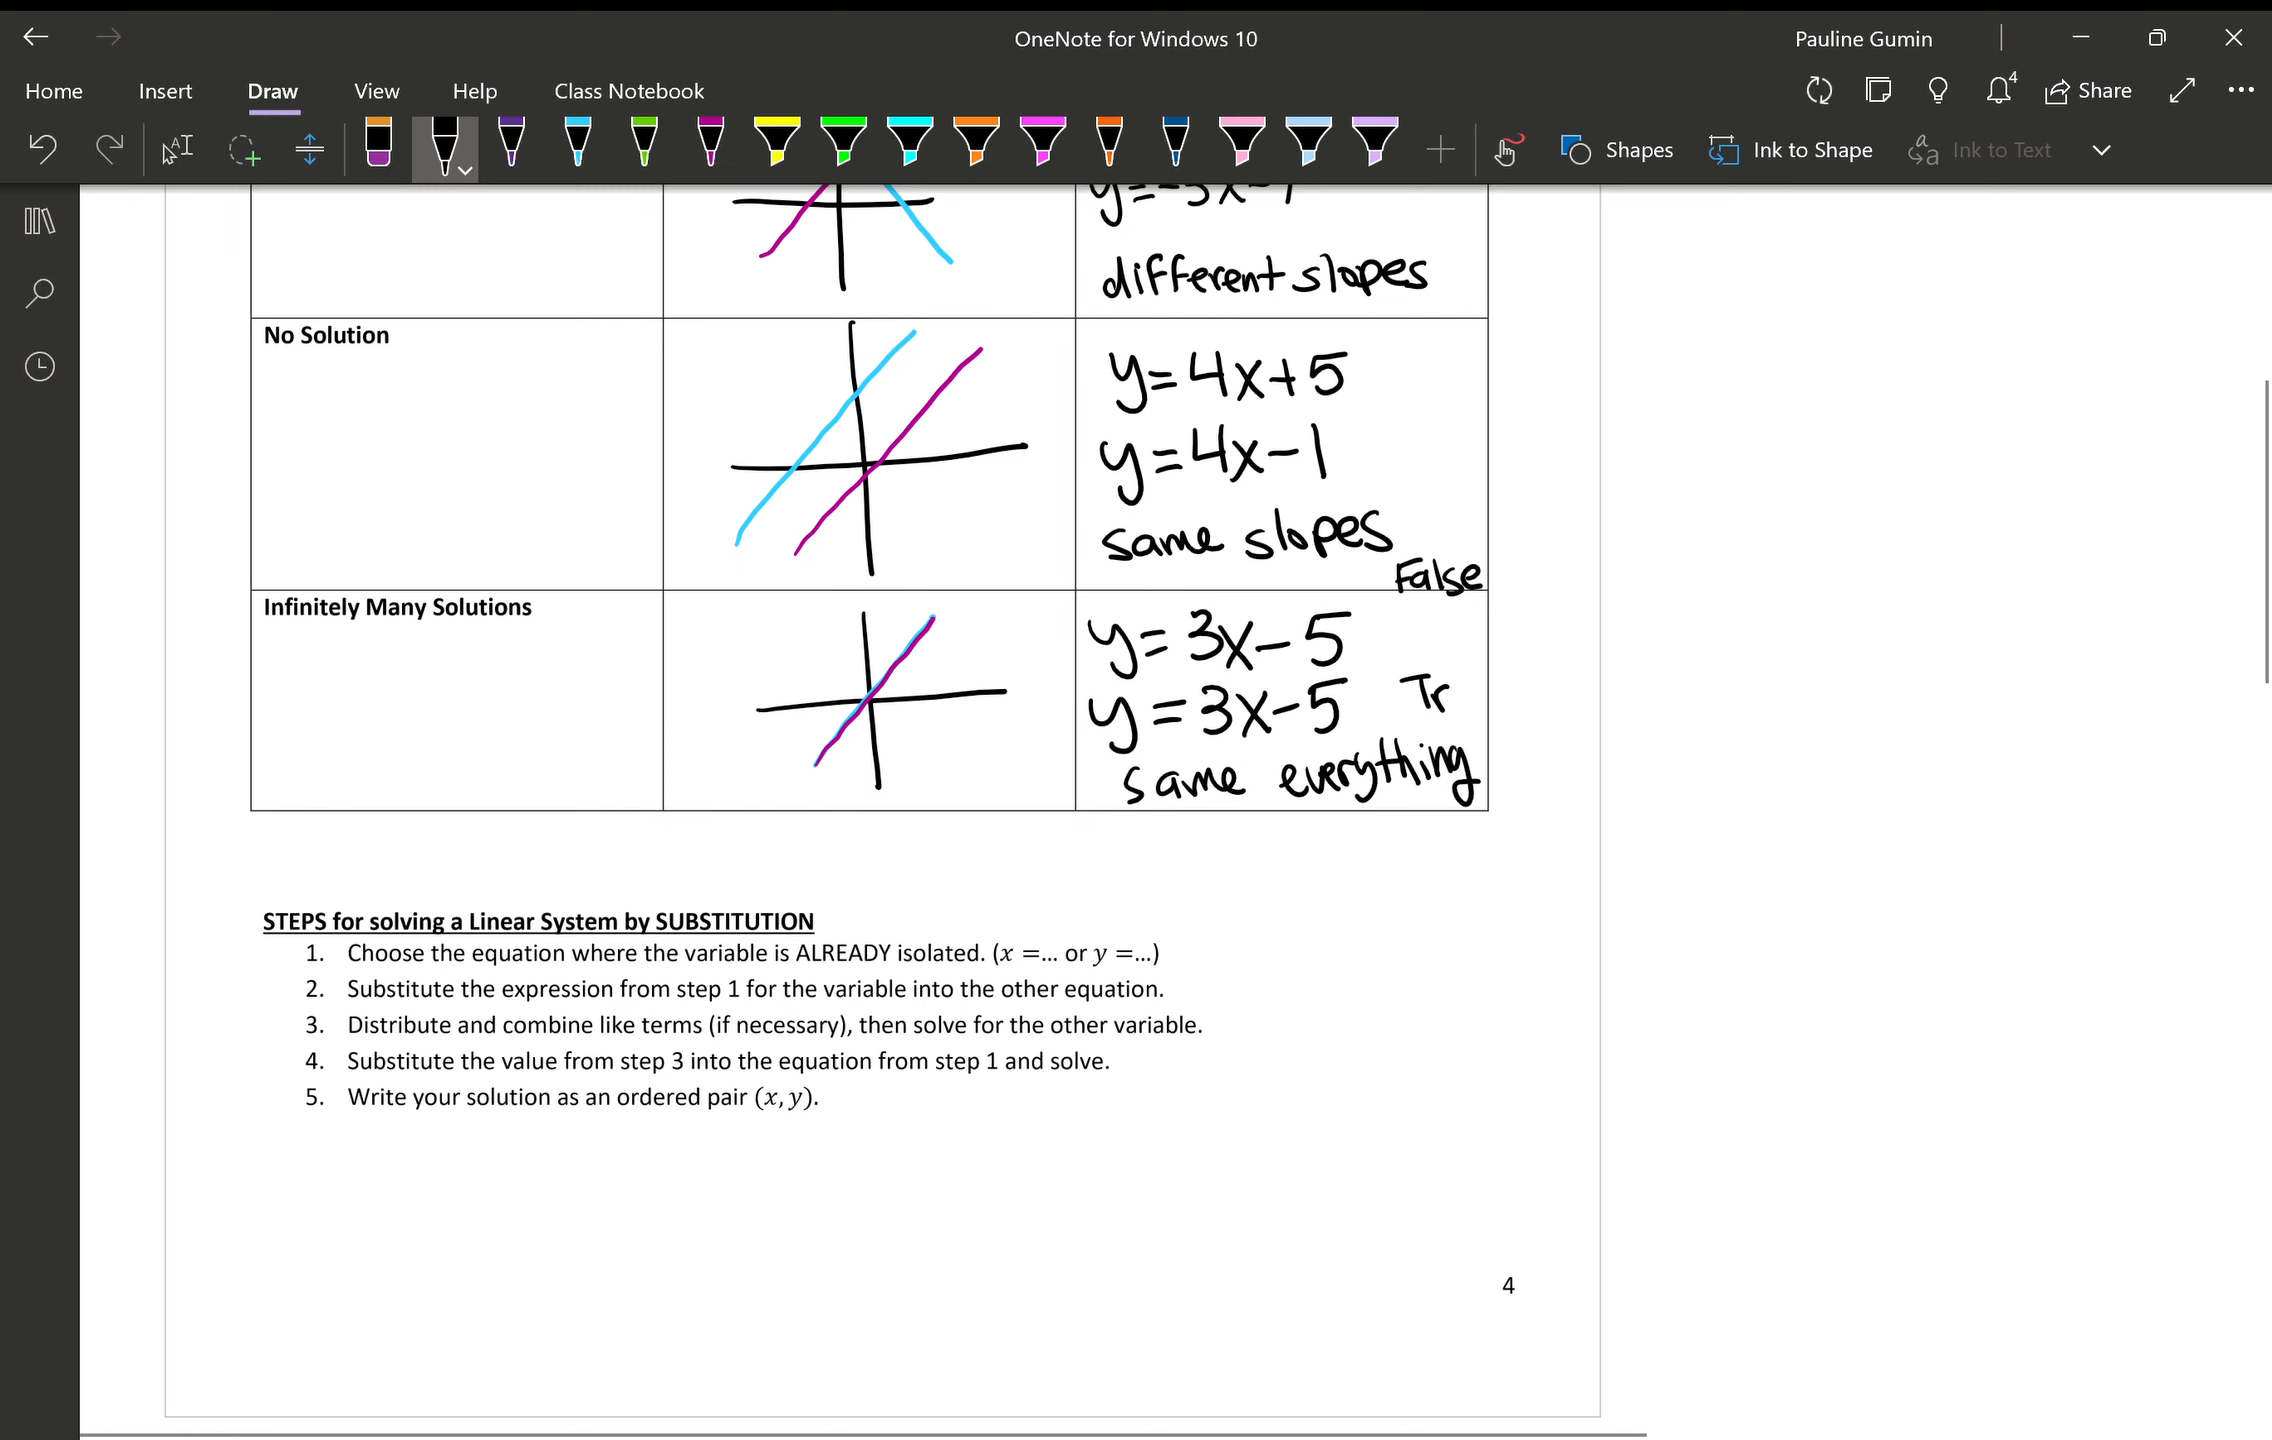 OneNote for Windows 10
Pauline Gumin
Home Insert Draw View Help Class Notebook
4 Share
Shapes Ink to Shape Ink to Text
different slopes
No Solution
y=4x+5
y=4x-1
same slopes
False
Infinitely Many Solutions
y=3x-5
y=3x-5 Tr
same everything
STEPS for solving a Linear System by SUBSTITUTION
1. Choose the equation where the variable is ALREADY isolated. (x =... or y =...)
2. Substitute the expression from step 1 for the variable into the other equation.
3. Distribute and combine like terms (if necessary), then solve for the other variable.
4. Substitute the value from step 3 into the equation from step 1 and solve.
5. Write your solution as an ordered pair (x, y).
4